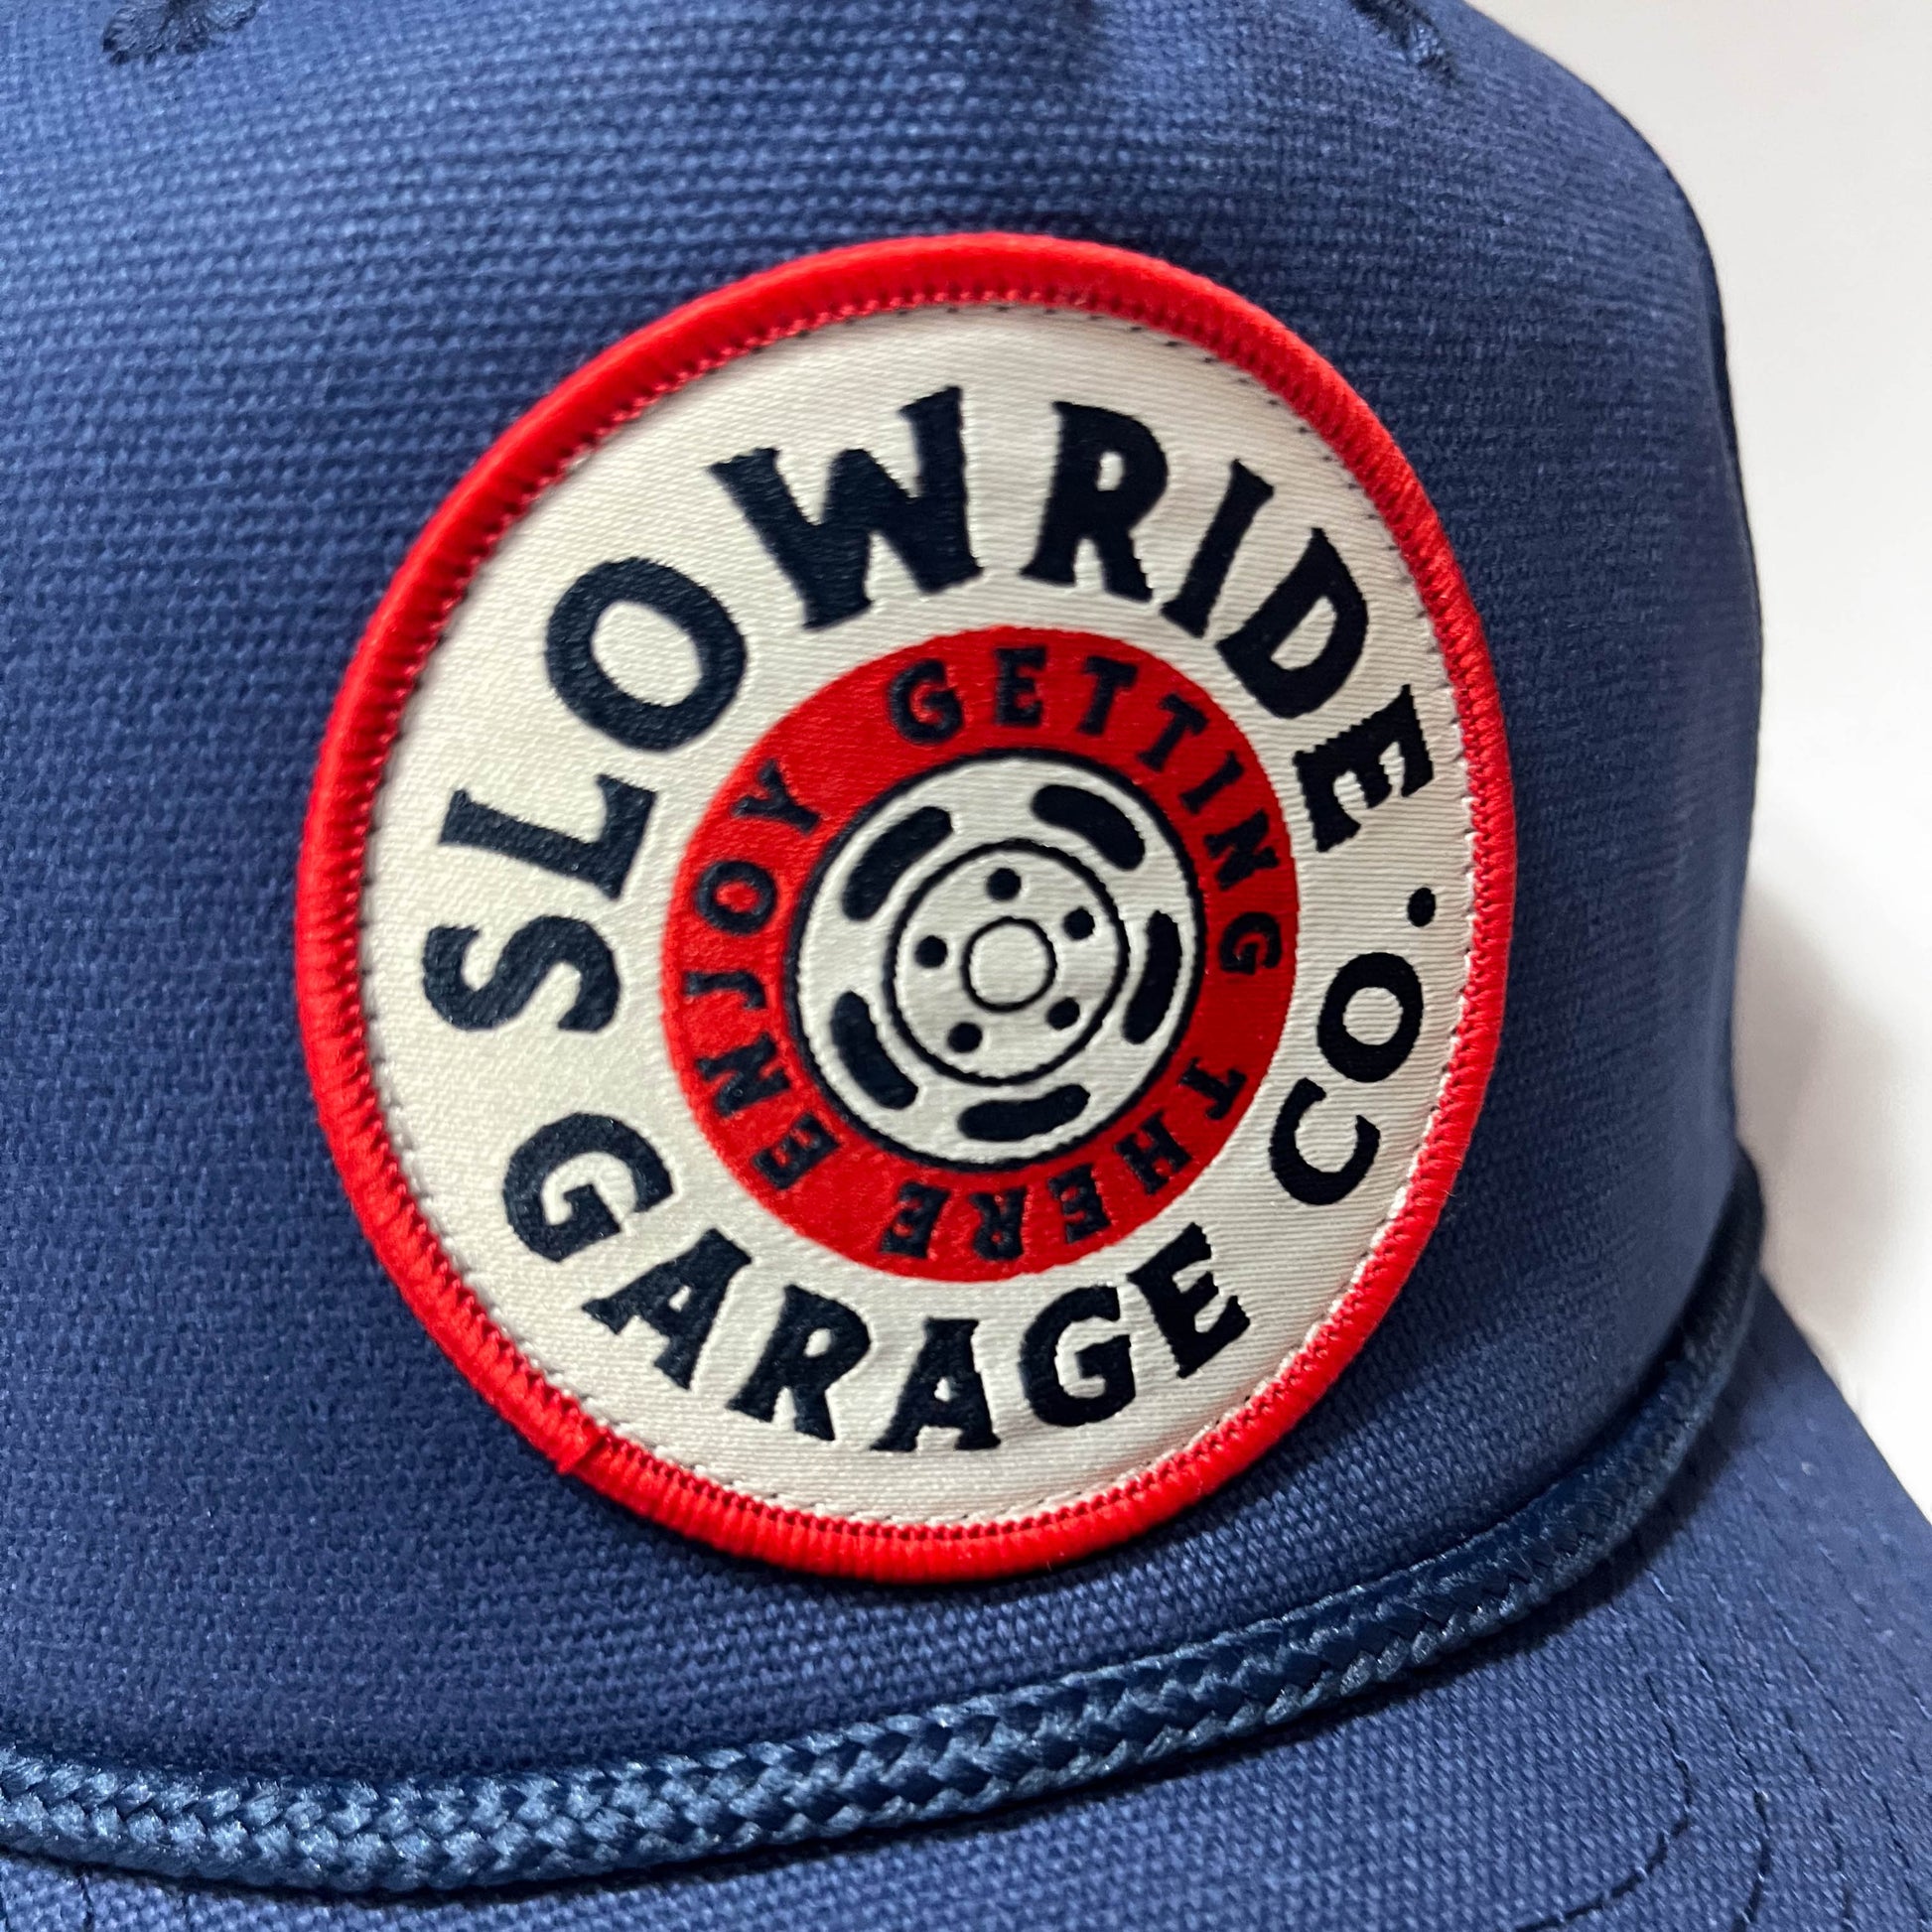 SLOWRIDE
GARAGE CO.
ENJOY GETTING THERE